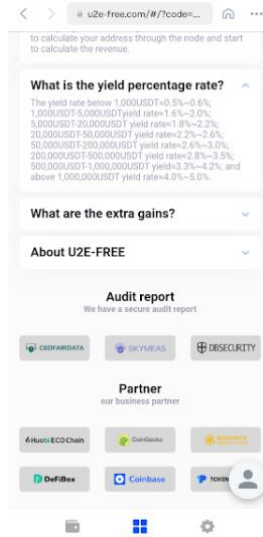 u2e-free.com/#/?code=...
to calculate your address through the node and start
to calculate the revenue.
What is the yield percentage rate?
The yield rate below 1,000USDT=0.5%~0.6%;
1,000USDT-5,000USDTyield rate=1.6%~2.0%;
5,000USDT-20,000USDT yield rate=1.8%~2.2%;
20,000USDT-50,000USDT yield rate=2.2%~2.6%;
50,000USDT-200,000USDT yield rate=2.6%~3.0%;
200,000USDT-500,000USDT yield rate=2.8%~3.5%;
500,000USDT-1,000,000USDT yield=3.3%~4.2%; and
above 1,000,000USDT yield rate=4.0%~5.0%.
What are the extra gains?
About U2E-FREE
Audit report
We have a secure audit report
SKYMEAS
DBSECURITY
Partner
our business partner
Huobi ECO Chain
CoinGecko
DeFiBox
Coinbase
TOKEN